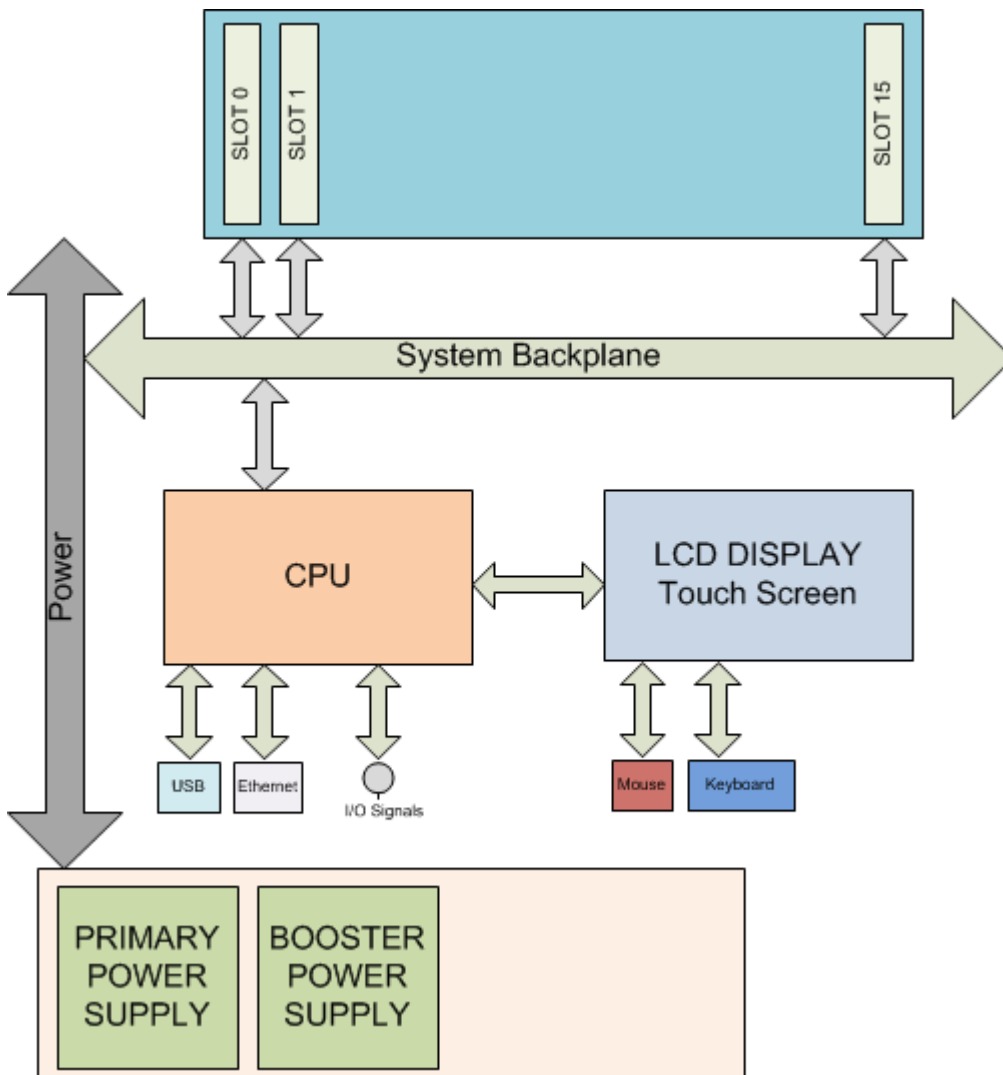 SLOT 0
SLOT 1
SLOT 15
System Backplane
Power
CPU
LCD DISPLAY
Touch Screen
USB
Ethernet
I/O Signals
Mouse
Keyboard
PRIMARY
POWER
SUPPLY
BOOSTER
POWER
SUPPLY